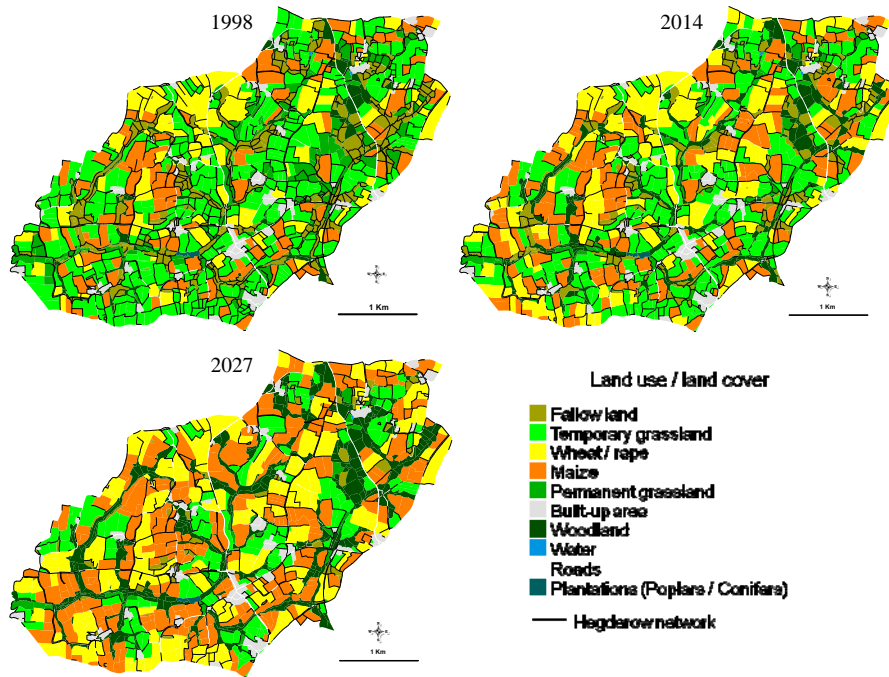 1998
2014
1 Km
1 Km
2027
1 Km
Land use / land cover
Fallow land
Temporary grassland
Wheat / rape
Maize
Permanent grassland
Built-up area
Woodland
Water
Roads
Plantations (Poplars / Conifers)
Hegderow network